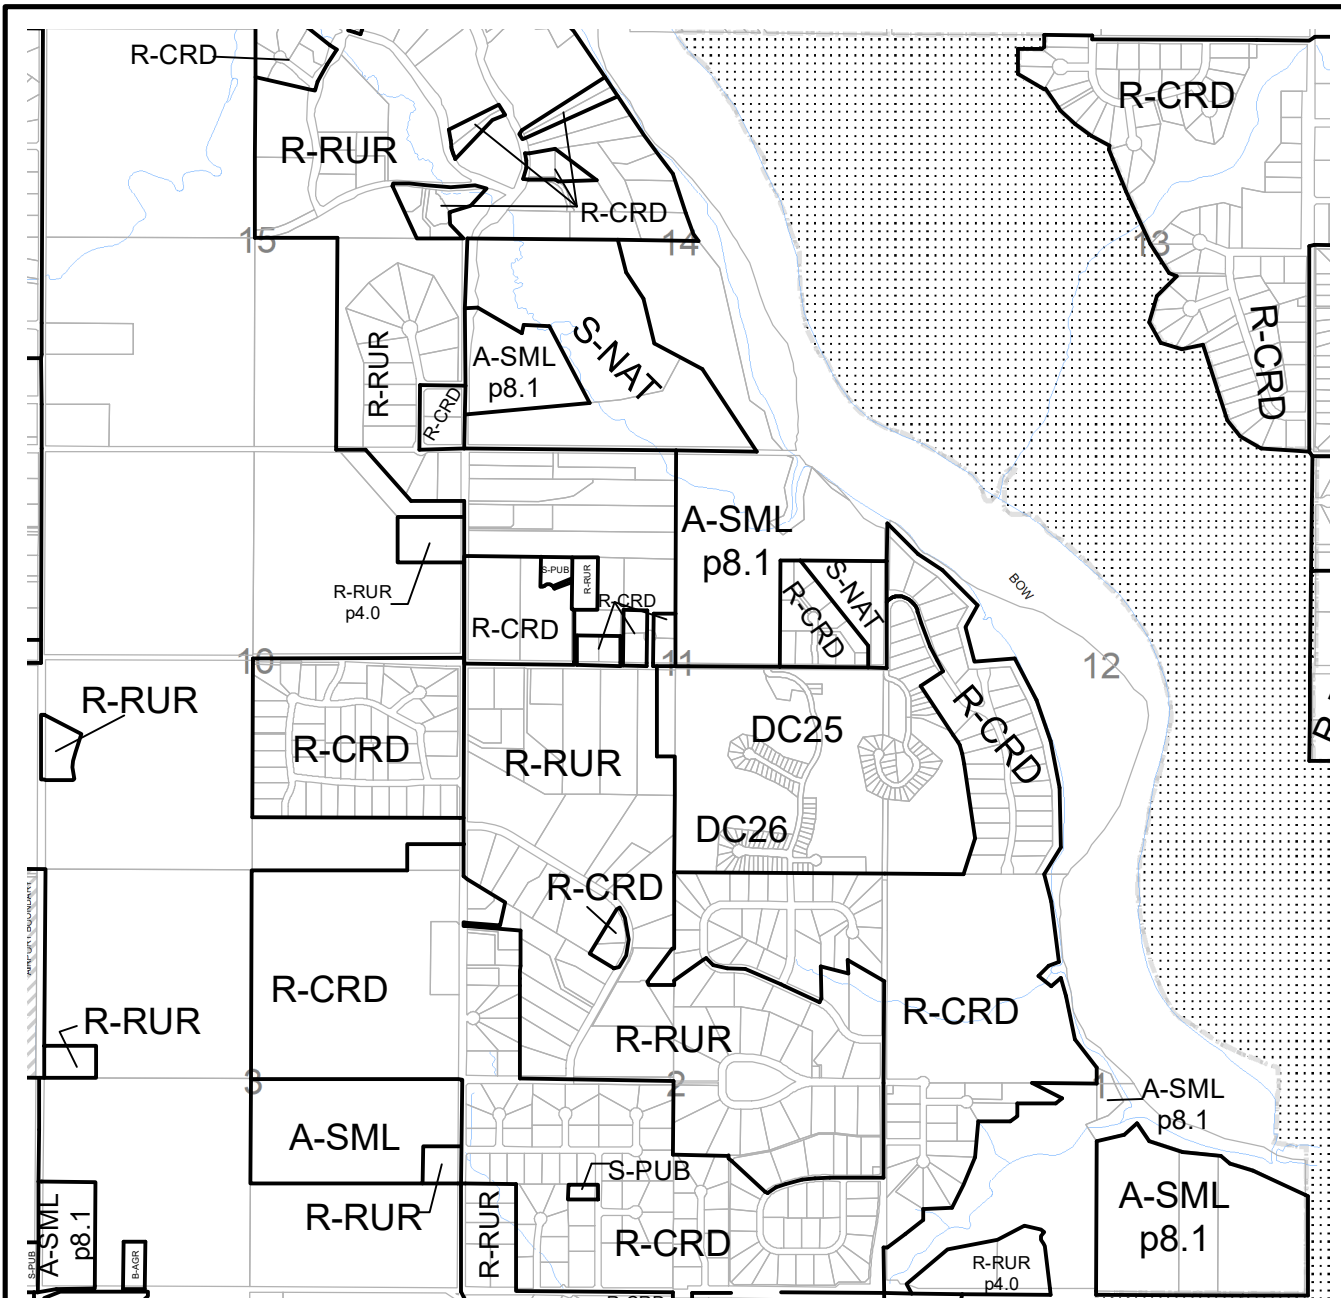 R-CRD
R-CRD
R-RUR
R-CRD
15
14
13
R-CRD
R-RUR
A-SML
p8.1
S-NAT
R-CRD
A-SML
p8.1
R-RUR
p4.0
S-PUB
R-RUR
R-CRD
R-CRD
S-NAT
R-CRD
BOW
10
11
12
R-RUR
R-CRD
R-RUR
DC25
R-CRD
DC26
R-CRD
AIRPORT BOUNDARY
R-CRD
R-RUR
R-RUR
R-CRD
3
2
1
A-SML
p8.1
A-SML
S-PUB
R-RUR
R-RUR
R-CRD
A-SML
p8.1
A-SML
p8.1
S-PUB
B-AGR
R-RUR
p4.0